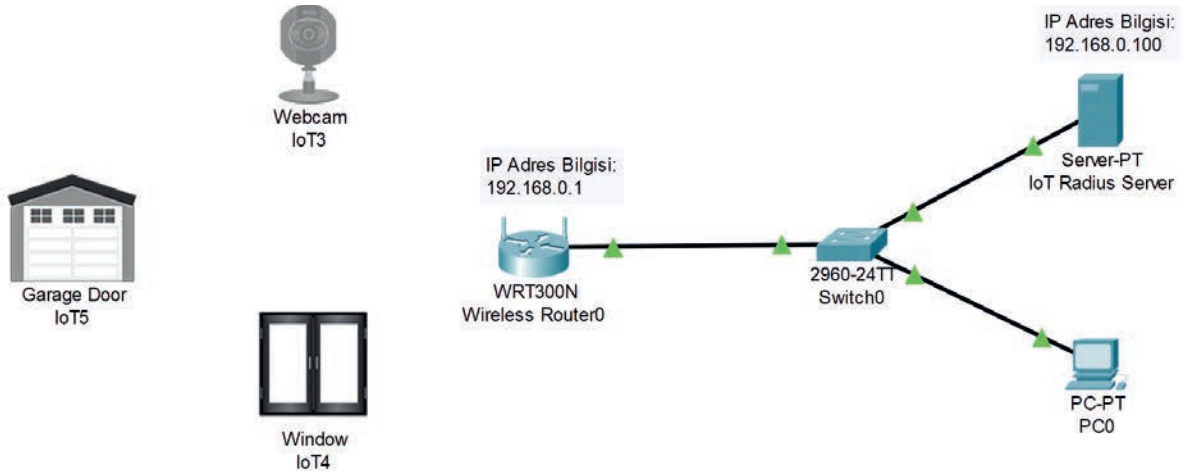 IP Adres Bilgisi:
192.168.0.100
Webcam
IoT3
IP Adres Bilgisi:
192.168.0.1
Server-PT
IoT Radius Server
Garage Door
IoT5
WRT300N
Wireless Router0
2960-24TT
Switch0
PC-PT
PC0
Window
IoT4